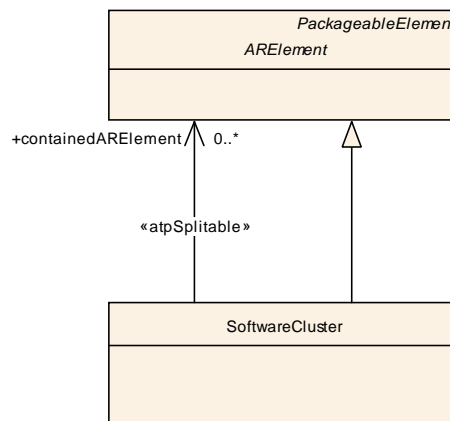 PackageableElemen
ARElement
+containedARElement 0..*
«atpSplitable»
SoftwareCluster